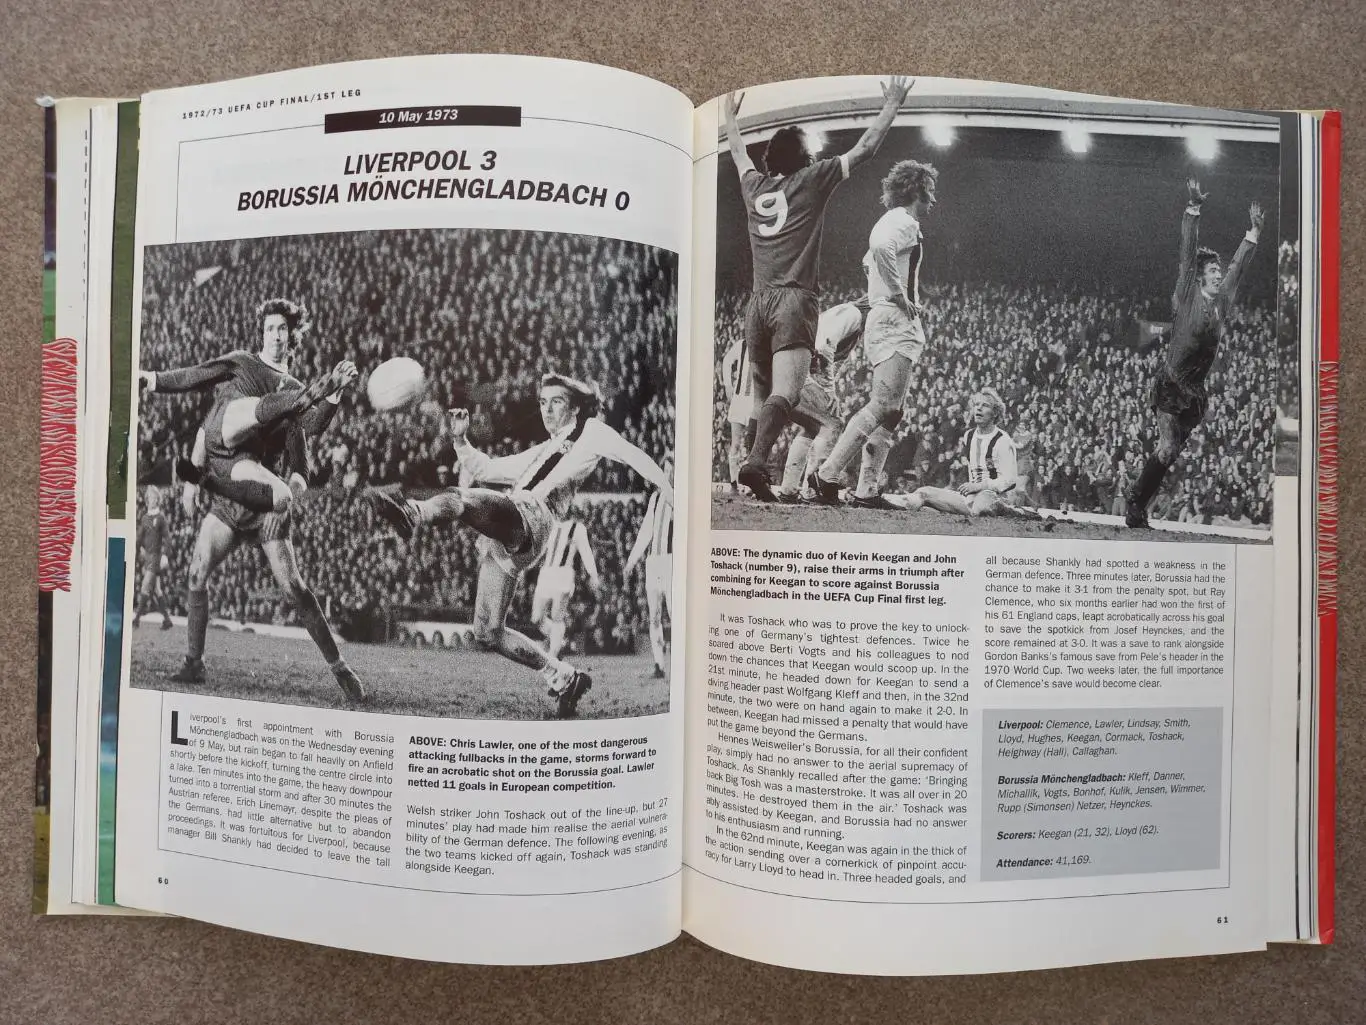 1972/73 UEFA CUP FINAL/1ST LEG
10 May 1973
LIVERPOOL 3
BORUSSIA MÖNCHENGLADBACH 0
Liverpool's first appointment with Borussia
Mönchengladbach was on the Wednesday evening
of 9 May, but rain began to fall heavily on Anfield
shortly before the kickoff, turning the centre circle into
a lake. Ten minutes into the game, the heavy downpour
turned into a torrential storm and after 30 minutes the
Austrian referee, Erich Linemayr, despite the pleas of
the Germans, had little alternative but to abandon
proceedings. It was fortuitous for Liverpool, because
manager Bill Shankly had decided to leave the tall
60
ABOVE: Chris Lawler, one of the most dangerous
attacking fullbacks in the game, storms forward to
fire an acrobatic shot on the Borussia goal. Lawler
netted 11 goals in European competition.
Welsh striker John Toshack out of the line-up, but 27
minutes' play had made him realise the aerial vulnera-
bility of the German defence. The following evening, as
the two teams kicked off again, Toshack was standing
alongside Keegan.
9
ABOVE: The dynamic duo of Kevin Keegan and John
Toshack (number 9), raise their arms in triumph after
combining for Keegan to score against Borussia
Mönchengladbach in the UEFA Cup Final first leg.
It was Toshack who was to prove the key to unlock-
ing one of Germany's tightest defences. Twice he
soared above Berti Vogts and his colleagues to nod
down the chances that Keegan would scoop up. In the
21st minute, he headed down for Keegan to send a
diving header past Wolfgang Kleff and then, in the 32nd
minute, the two were on hand again to make it 2-0. In
between, Keegan had missed a penalty that would have
put the game beyond the Germans.
Hennes Weisweiler's Borussia, for all their confident
play, simply had no answer to the aerial supremacy of
Toshack. As Shankly recalled after the game: 'Bringing
back Big Tosh was a masterstroke. It was all over in 20
minutes. He destroyed them in the air.' Toshack was
ably assisted by Keegan, and Borussia had no answer
to his enthusiasm and running.
In the 62nd minute, Keegan was again in the thick of
the action sending over a cornerkick of pinpoint accu-
racy for Larry Lloyd to head in. Three headed goals, and
all because Shankly had spotted a weakness in the
German defence. Three minutes later, Borussia had the
chance to make it 3-1 from the penalty spot, but Ray
Clemence, who six months earlier had won the first of
his 61 England caps, leapt acrobatically across his goal
to save the spotkick from Josef Heynckes, and the
score remained at 3-0. It was a save to rank alongside
Gordon Banks's famous save from Pele's header in the
1970 World Cup. Two weeks later, the full importance
of Clemence's save would become clear.
Liverpool: Clemence, Lawler, Lindsay, Smith,
Lloyd, Hughes, Keegan, Cormack, Toshack,
Heighway (Hall), Callaghan.
Borussia Mönchengladbach: Kleff, Danner,
Michallik, Vogts, Bonhof, Kulik, Jensen, Wimmer,
Rupp (Simonsen) Netzer, Heynckes.
Scorers: Keegan (21, 32), Lloyd (62).
Attendance: 41,169.
61